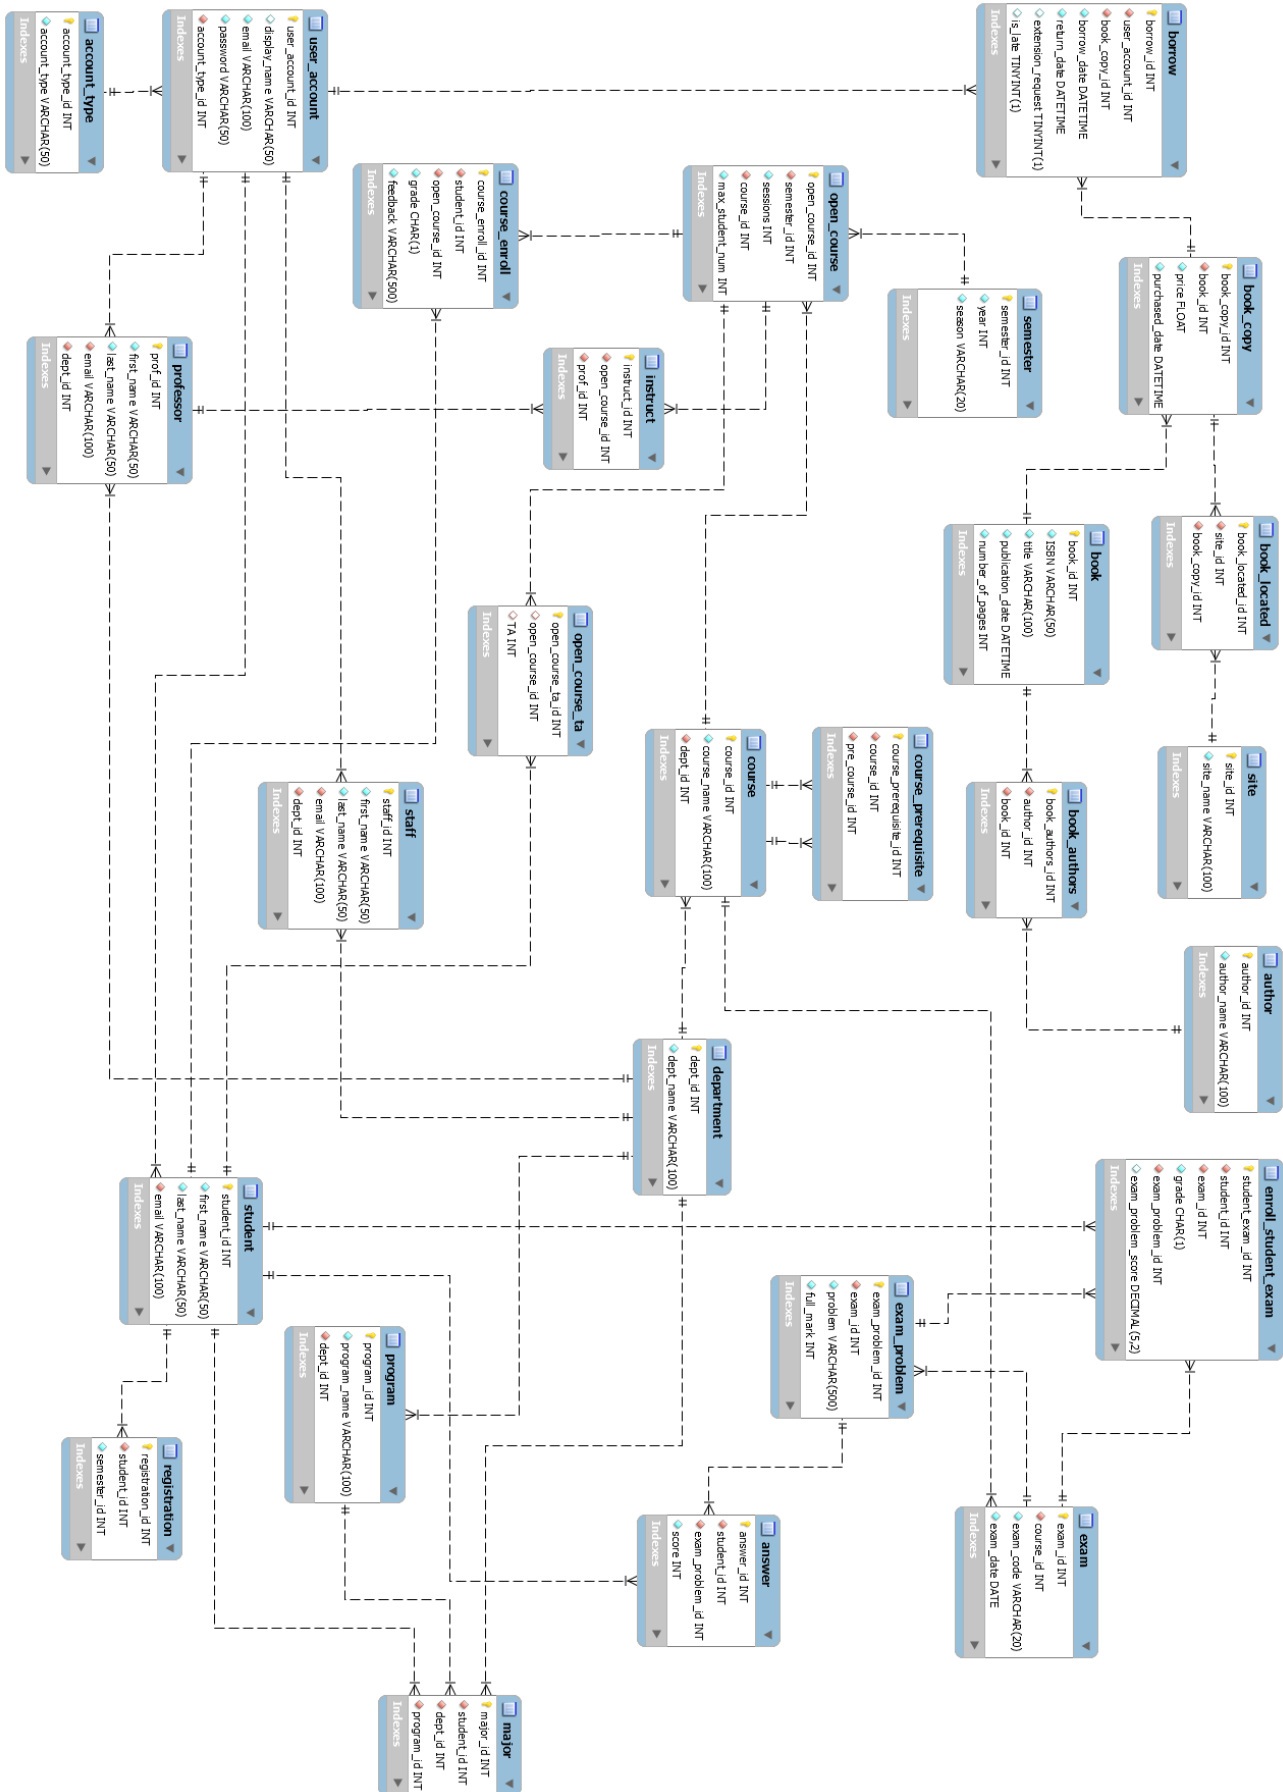 borrow
borrow_id INT
user_account_id INT
book_copy_id INT
borrow_date DATETIME
return_date DATETIME
extension_request TINYINT(1)
is_late TINYINT(1)
Indexes
book_copy
book_copy_id INT
book_id INT
price FLOAT
purchased_date DATETIME
Indexes
book_located
book_located_id INT
site_id INT
book_copy_id INT
Indexes
site
site_id INT
site_name VARCHAR(100)
Indexes
author
author_id INT
author_name VARCHAR(100)
Indexes
enroll_student_exam
student_exam_id INT
student_id INT
exam_id INT
grade CHAR(1)
exam_problem_id INT
exam_problem_score DECIMAL(5,2)
Indexes
semester
semester_id INT
year INT
season VARCHAR(20)
Indexes
book
book_id INT
ISBN VARCHAR(50)
title VARCHAR(100)
publication_date DATETIME
number_of_pages INT
Indexes
book_authors
book_authors_id INT
author_id INT
book_id INT
Indexes
exam
exam_id INT
course_id INT
exam_code VARCHAR(20)
exam_date DATE
Indexes
open_course
open_course_id INT
semester_id INT
sessions INT
course_id INT
max_student_num INT
Indexes
course_prerequisite
course_prerequisite_id INT
course_id INT
pre_course_id INT
Indexes
exam_problem
exam_problem_id INT
exam_id INT
problem VARCHAR(500)
full_mark INT
Indexes
instruct
instruct_id INT
open_course_id INT
prof_id INT
Indexes
course
course_id INT
course_name VARCHAR(100)
dept_id INT
Indexes
department
dept_id INT
dept_name VARCHAR(100)
Indexes
answer
answer_id INT
student_id INT
exam_problem_id INT
score INT
Indexes
course_enroll
course_enroll_id INT
student_id INT
open_course_id INT
grade CHAR(1)
feedback VARCHAR(500)
Indexes
open_course_ta
open_course_ta_id INT
open_course_id INT
TA INT
Indexes
major
major_id INT
student_id INT
dept_id INT
program_id INT
user_account
user_account_id INT
display_name VARCHAR(50)
email VARCHAR(100)
password VARCHAR(50)
account_type_id INT
Indexes
staff
staff_id INT
first_name VARCHAR(50)
last_name VARCHAR(50)
email VARCHAR(100)
dept_id INT
Indexes
program
program_id INT
program_name VARCHAR(100)
dept_id INT
Indexes
account_type
account_type_id INT
account_type VARCHAR(50)
Indexes
professor
prof_id INT
first_name VARCHAR(50)
last_name VARCHAR(50)
email VARCHAR(100)
dept_id INT
Indexes
student
student_id INT
first_name VARCHAR(50)
last_name VARCHAR(50)
email VARCHAR(100)
Indexes
registration
registration_id INT
student_id INT
semester_id INT
Indexes